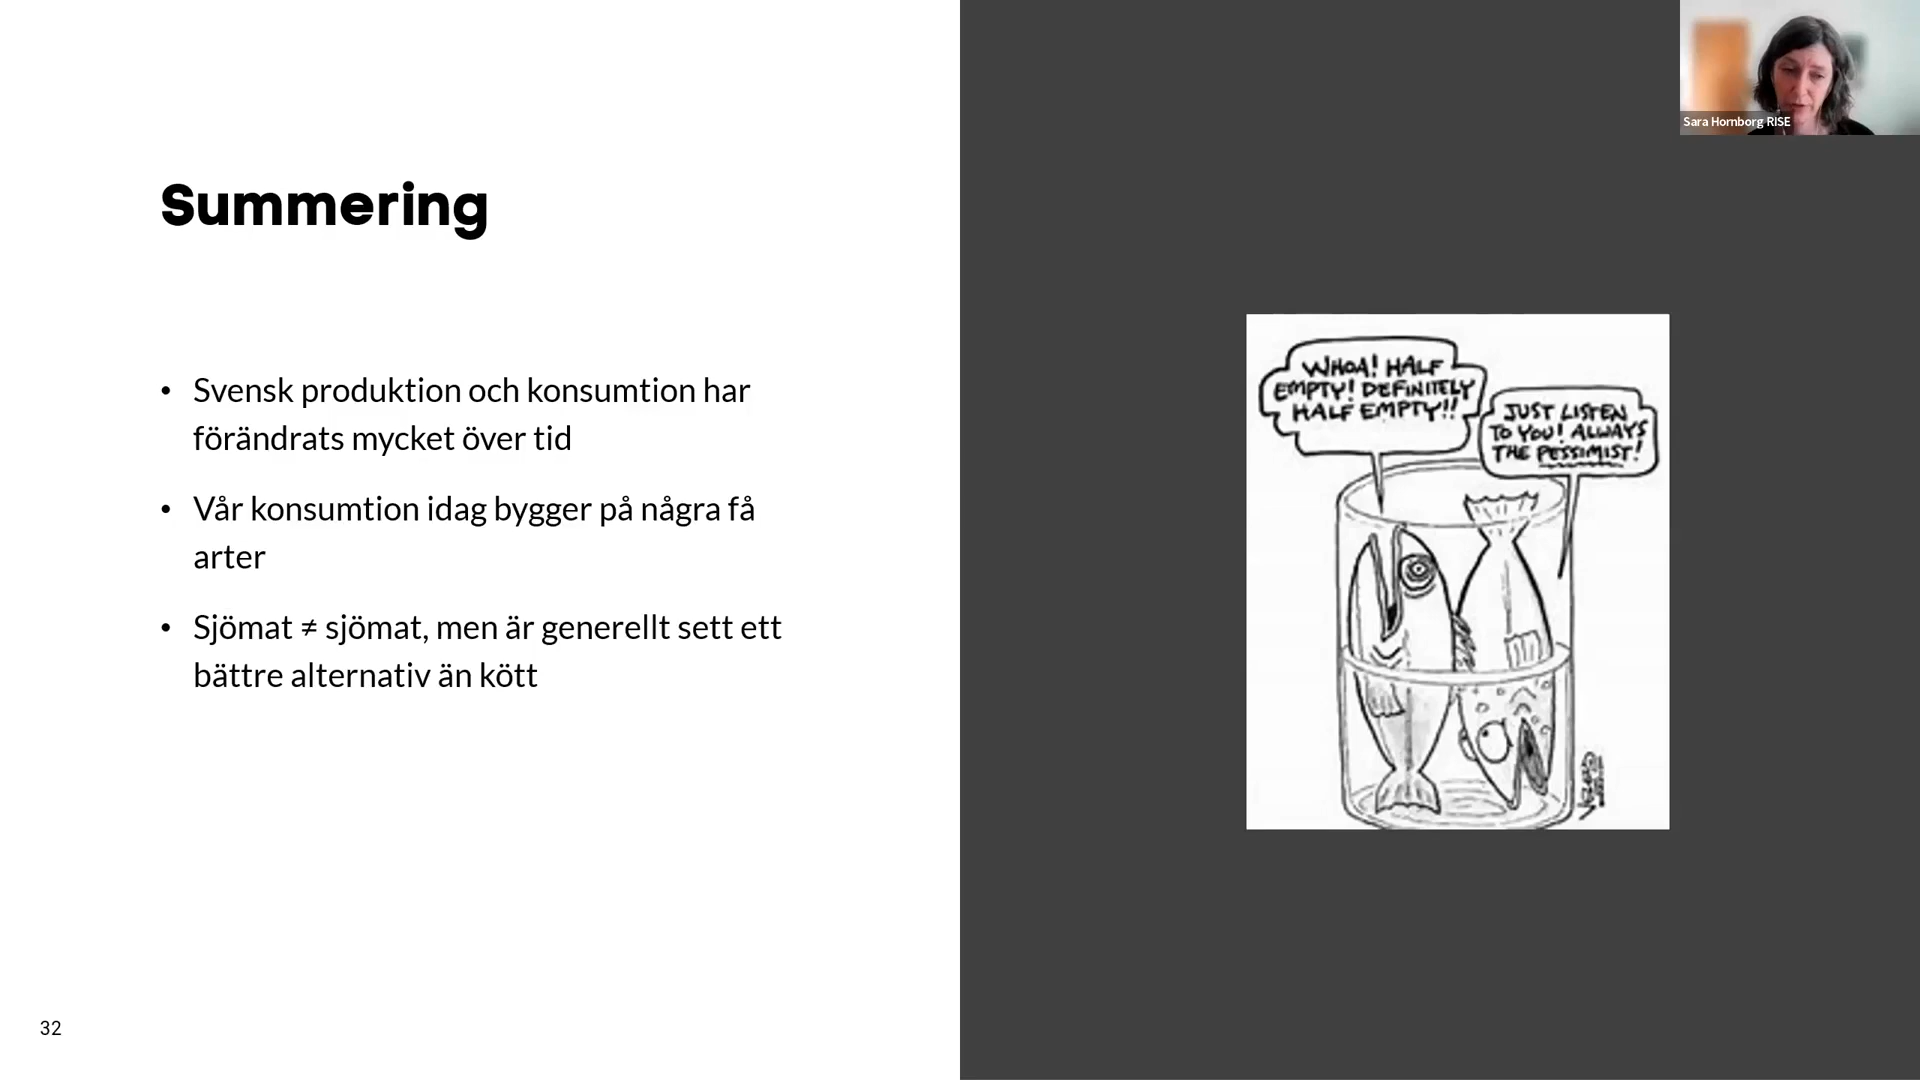 Summering
• Svensk produktion och konsumtion har
förändrats mycket över tid
• Vår konsumtion idag bygger på några få
arter
• Sjömat ≠ sjömat, men är generellt sett ett
bättre alternativ än kött
32
WHOA! HALF
EMPTY! DEFINITELY
HALF EMPTY!!
JUST LISTEN
TO YOU! ALWAYS
THE PESSIMIST!
Sara Hornborg RISE